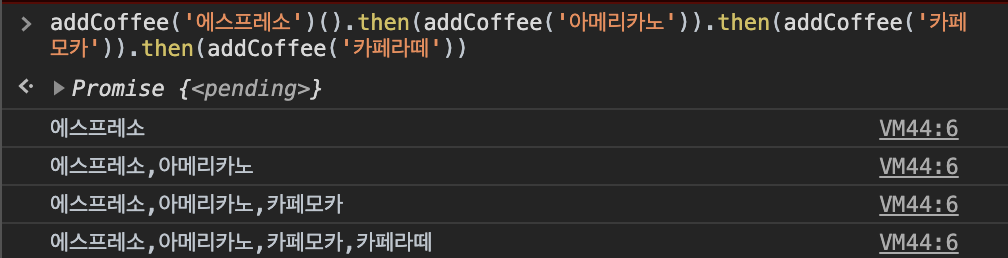 addCoffee('에스프레소')().then(addCoffee('아메리카노')).then(addCoffee('카페
모카')).then(addCoffee('카페라떼'))
Promise {<pending>}
에스프레소 VM44:6
에스프레소,아메리카노 VM44:6
에스프레소,아메리카노,카페모카 VM44:6
에스프레소,아메리카노,카페모카,카페라떼 VM44:6